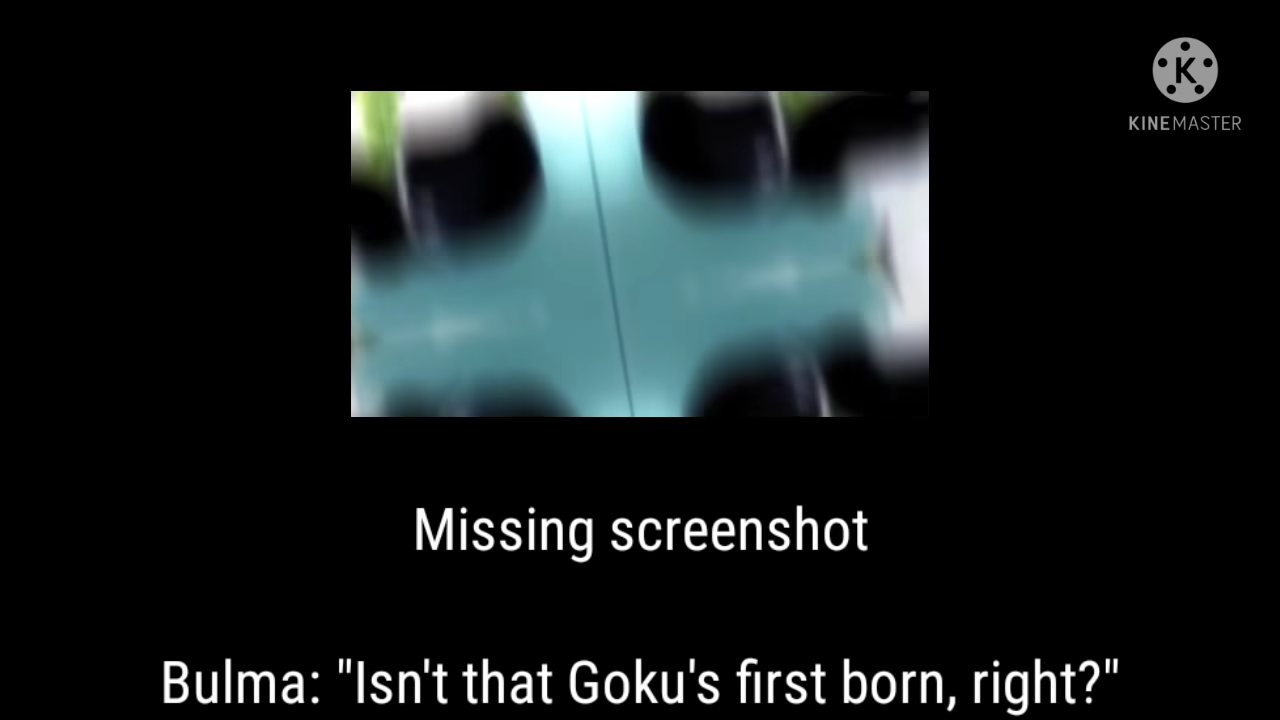 KINEMASTER
Missing screenshot
Bulma: "Isn't that Goku's first born, right?"